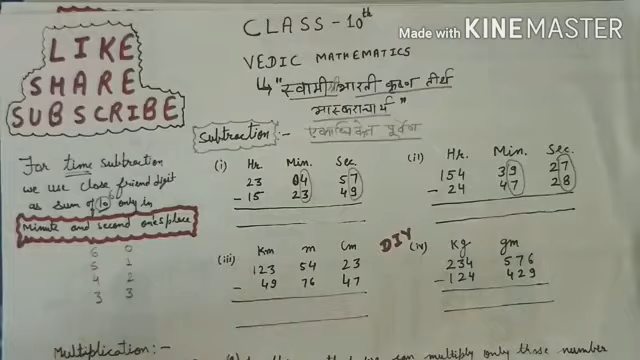 Made with KINEMASTER
CLASS - 10th
LIKE
SHARE
SUBSCRIBE
VEDIC MATHEMATICS
↳ "स्वामी भारती कृष्ण तीर्थ
भास्कराचार्य"
Subtraction :- एकाधिकेन पूर्वेण
For time subtraction
we use close friend digit
as sum of 10 only in
Minute and second ones place
6 0
5 1
4 2
3 3
(i) Hr. Min. Sec.
23 04 57
- 15 23 49
(ii) Hr. Min. Sec.
154 39 27
- 24 47 28
(iii) Km m Cm
123 54 23
- 49 76 47
DIY (iv) Kg gm
234 576
- 124 429
Multiplication :-
multiply only those number